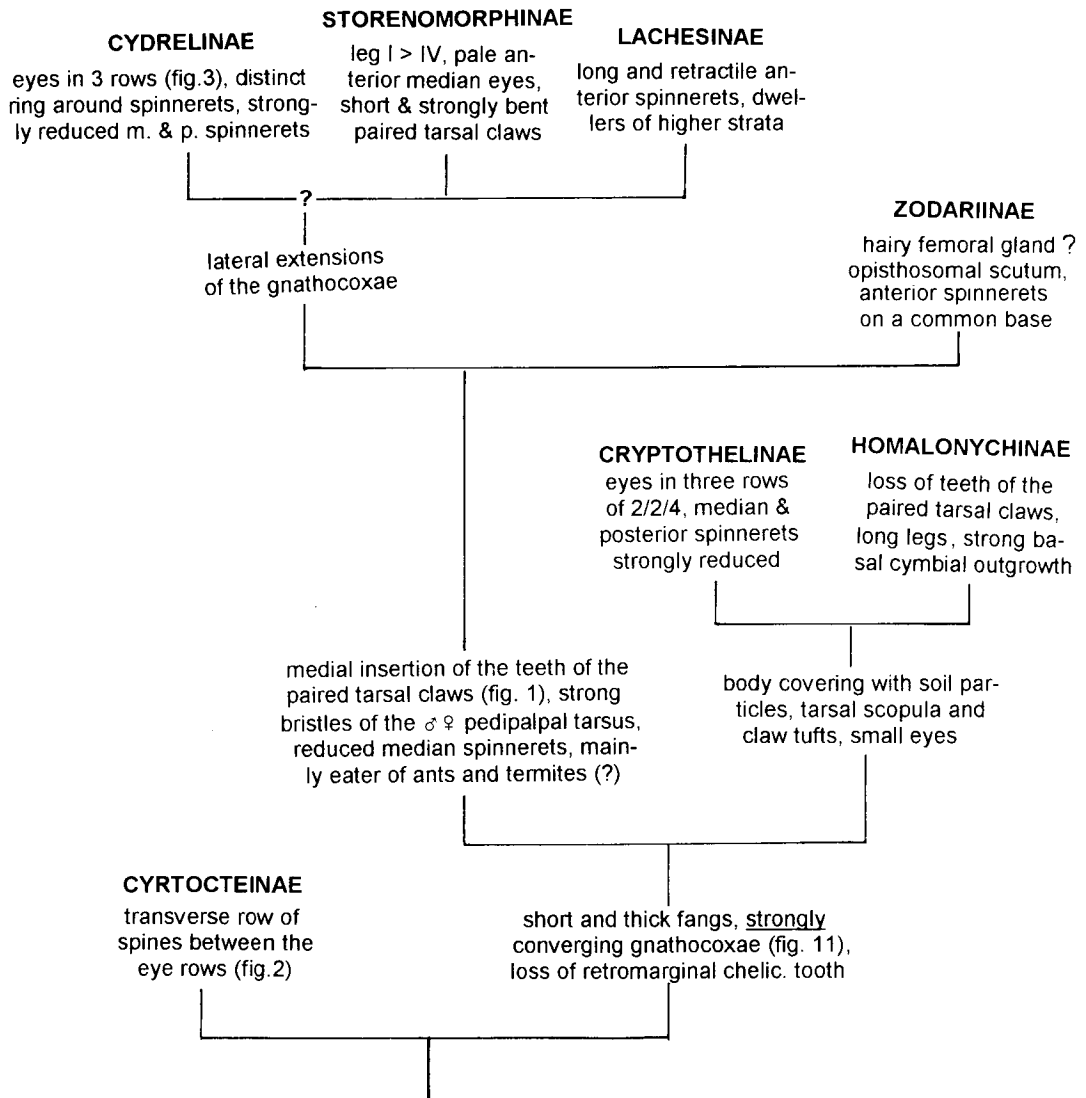 STORENOMORPHINAE
leg I > IV, pale an-
terior median eyes,
short & strongly bent
paired tarsal claws
CYDRELINAE
eyes in 3 rows (fig.3), distinct
ring around spinnerets, strong-
ly reduced m. & p. spinnerets
LACHESINAE
long and retractile an-
terior spinnerets, dwel-
lers of higher strata
?
lateral extensions
of the gnathocoxae
ZODARIINAE
hairy femoral gland ?
opisthosomal scutum,
anterior spinnerets
on a common base
CRYPTOTHELINAE
eyes in three rows
of 2/2/4, median &
posterior spinnerets
strongly reduced
HOMALONYCHINAE
loss of teeth of the
paired tarsal claws,
long legs, strong ba-
sal cymbial outgrowth
medial insertion of the teeth of the
paired tarsal claws (fig. 1), strong
bristles of the ♂ ♀ pedipalpal tarsus,
reduced median spinnerets, main-
ly eater of ants and termites (?)
body covering with soil par-
ticles, tarsal scopula and
claw tufts, small eyes
CYRTOCTEINAE
transverse row of
spines between the
eye rows (fig.2)
short and thick fangs, strongly
converging gnathocoxae (fig. 11),
loss of retromarginal chelic. tooth